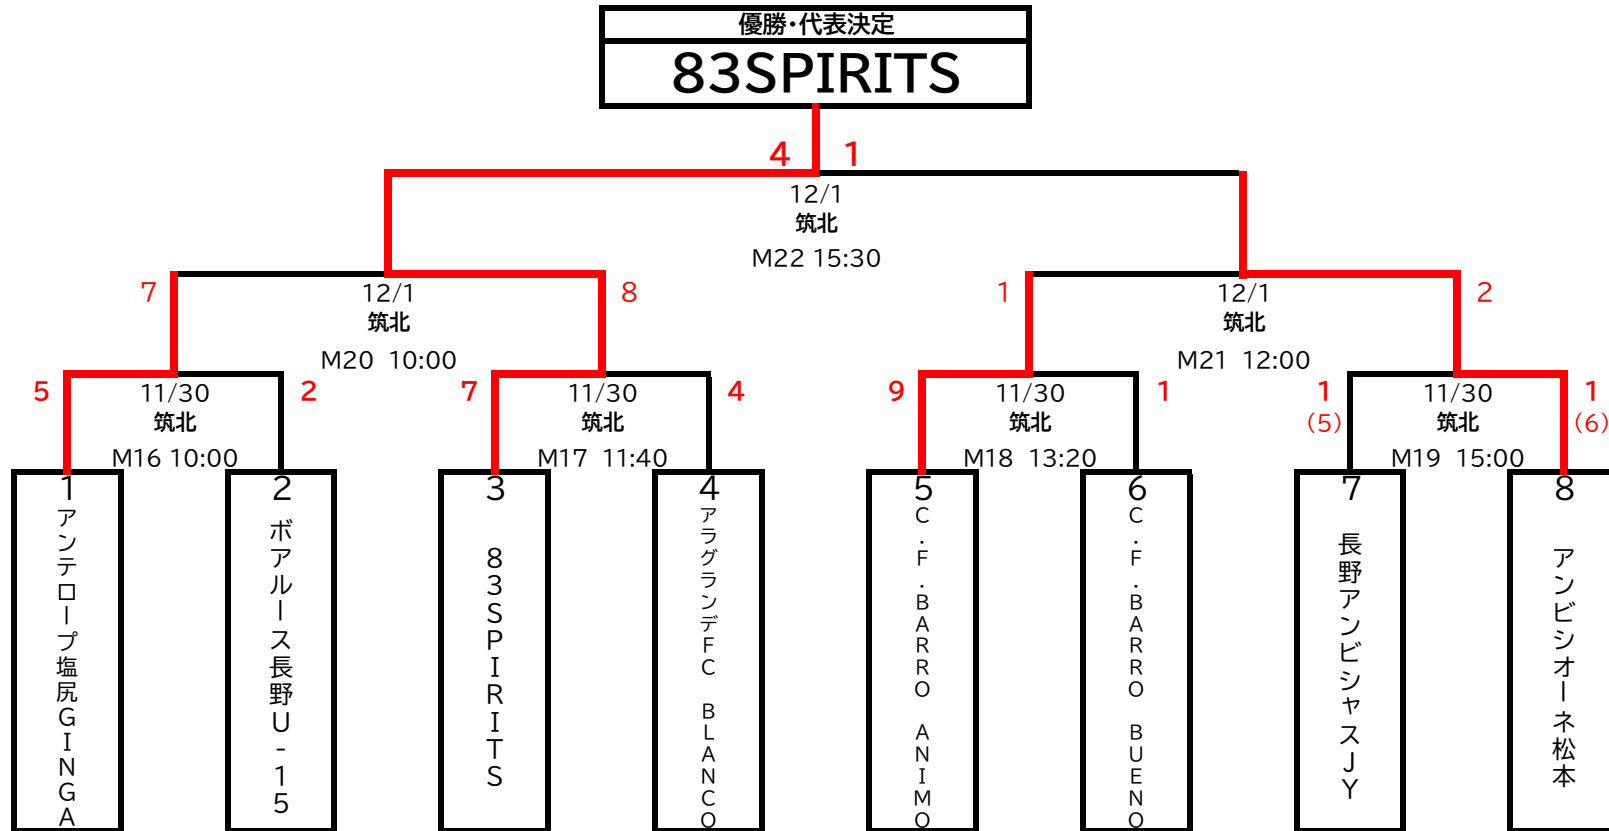 優勝・代表決定
83SPIRITS
4 1
12/1
筑北
M22 15:30
7 8
12/1
筑北
M20 10:00
1 2
12/1
筑北
M21 12:00
5 2
11/30
筑北
M16 10:00
7 4
11/30
筑北
M17 11:40
9 1
11/30
筑北
M18 13:20
1 1
(5) (6)
11/30
筑北
M19 15:00
1
アンテロープ塩尻GINGA
2
ボアルース長野U-15
3
83SPIRITS
4
アラグランデFC BLANCO
5
C.F.BARRO ANIMO
6
C.F.BARRO BUENO
7
長野アンビシャスJY
8
アンビシオーネ松本